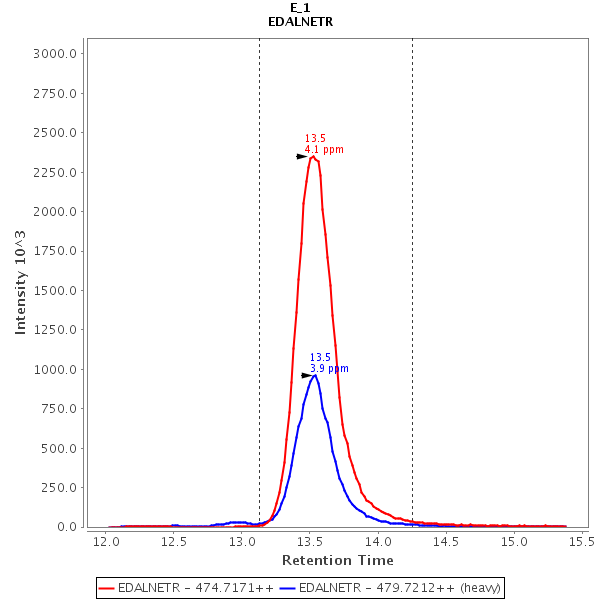 E_1
EDALNETR
3000.0
2750.0
2500.0
2250.0
2000.0
1750.0
1500.0
1250.0
1000.0
750.0
500.0
250.0
0.0
Intensity 10^3
13.5
4.1 ppm
13.5
3.9 ppm
12.0 12.5 13.0 13.5 14.0 14.5 15.0 15.5
Retention Time
EDALNETR - 474.7171++ EDALNETR - 479.7212++ (heavy)